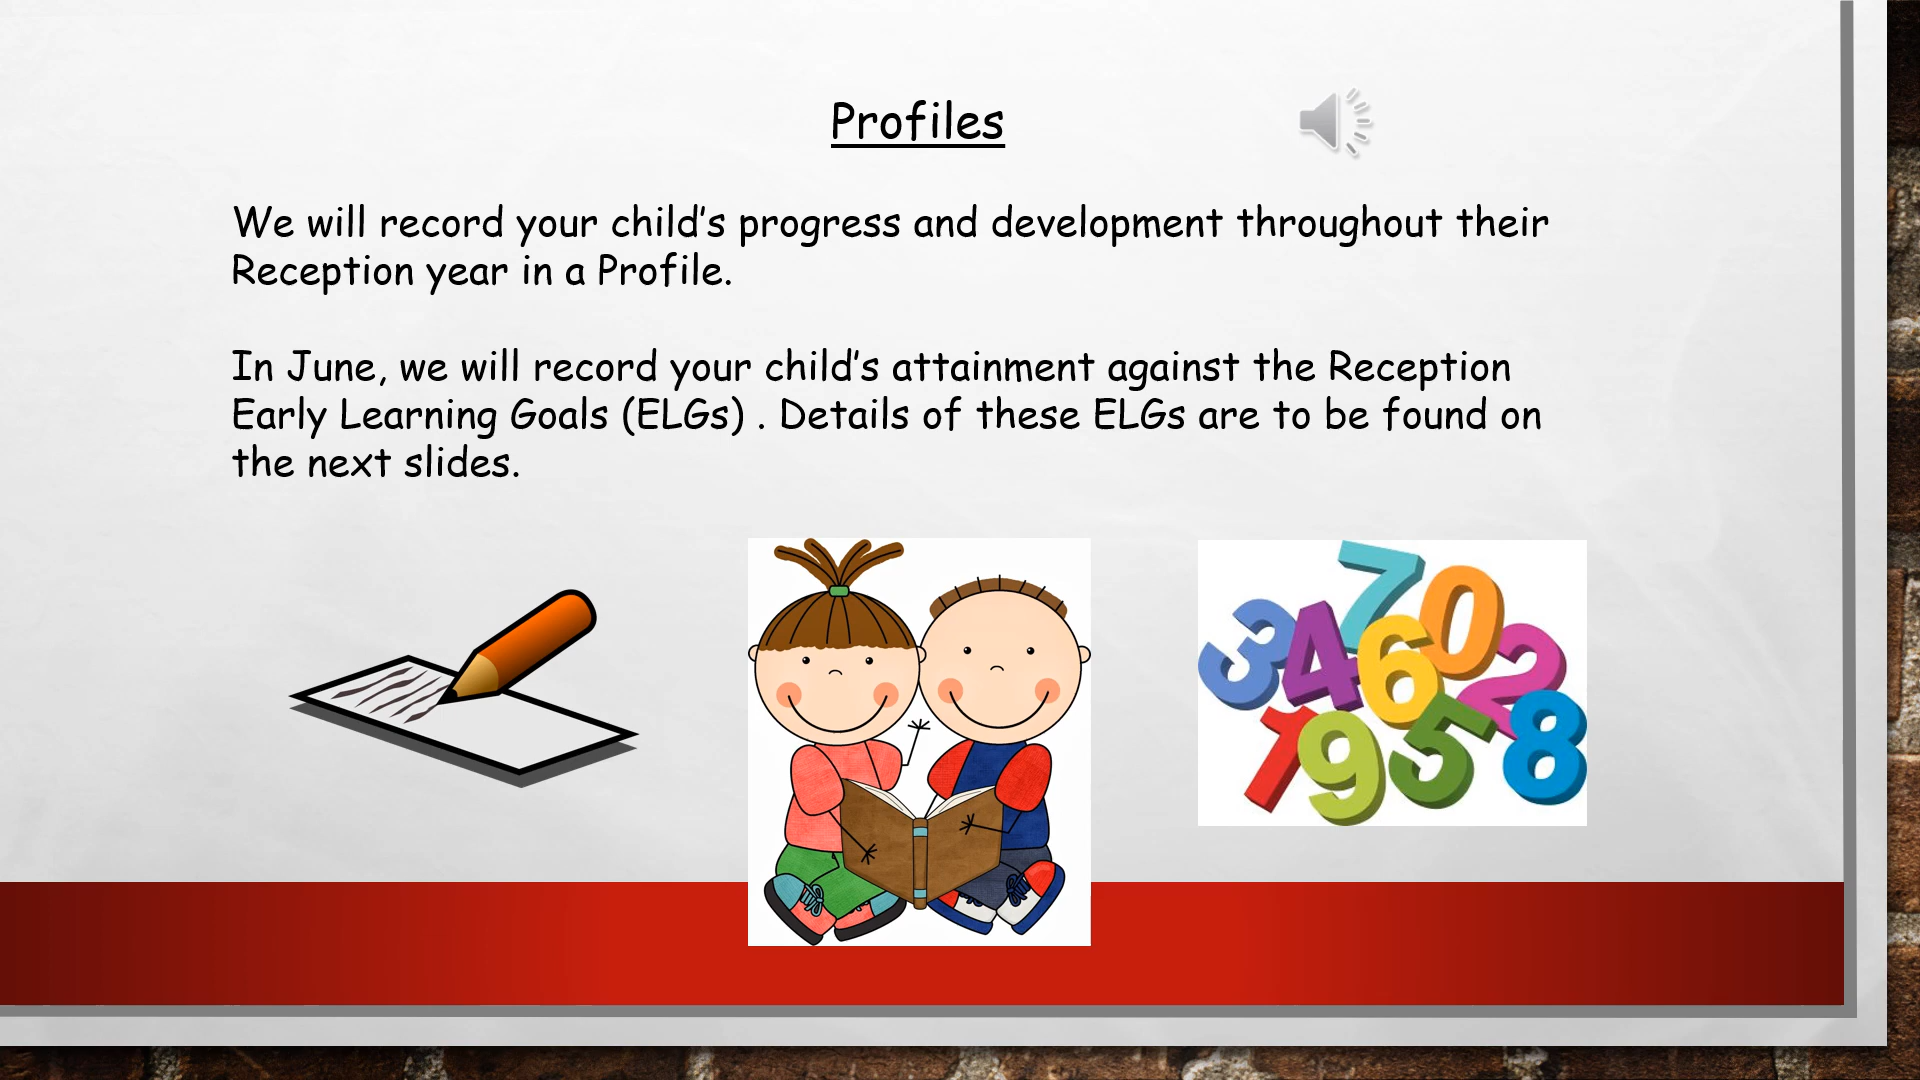 Profiles
We will record your child’s progress and development throughout their
Reception year in a Profile.
In June, we will record your child’s attainment against the Reception
Early Learning Goals (ELGs) . Details of these ELGs are to be found on
the next slides.
3 4 7 6 0 2
1 9 5 8